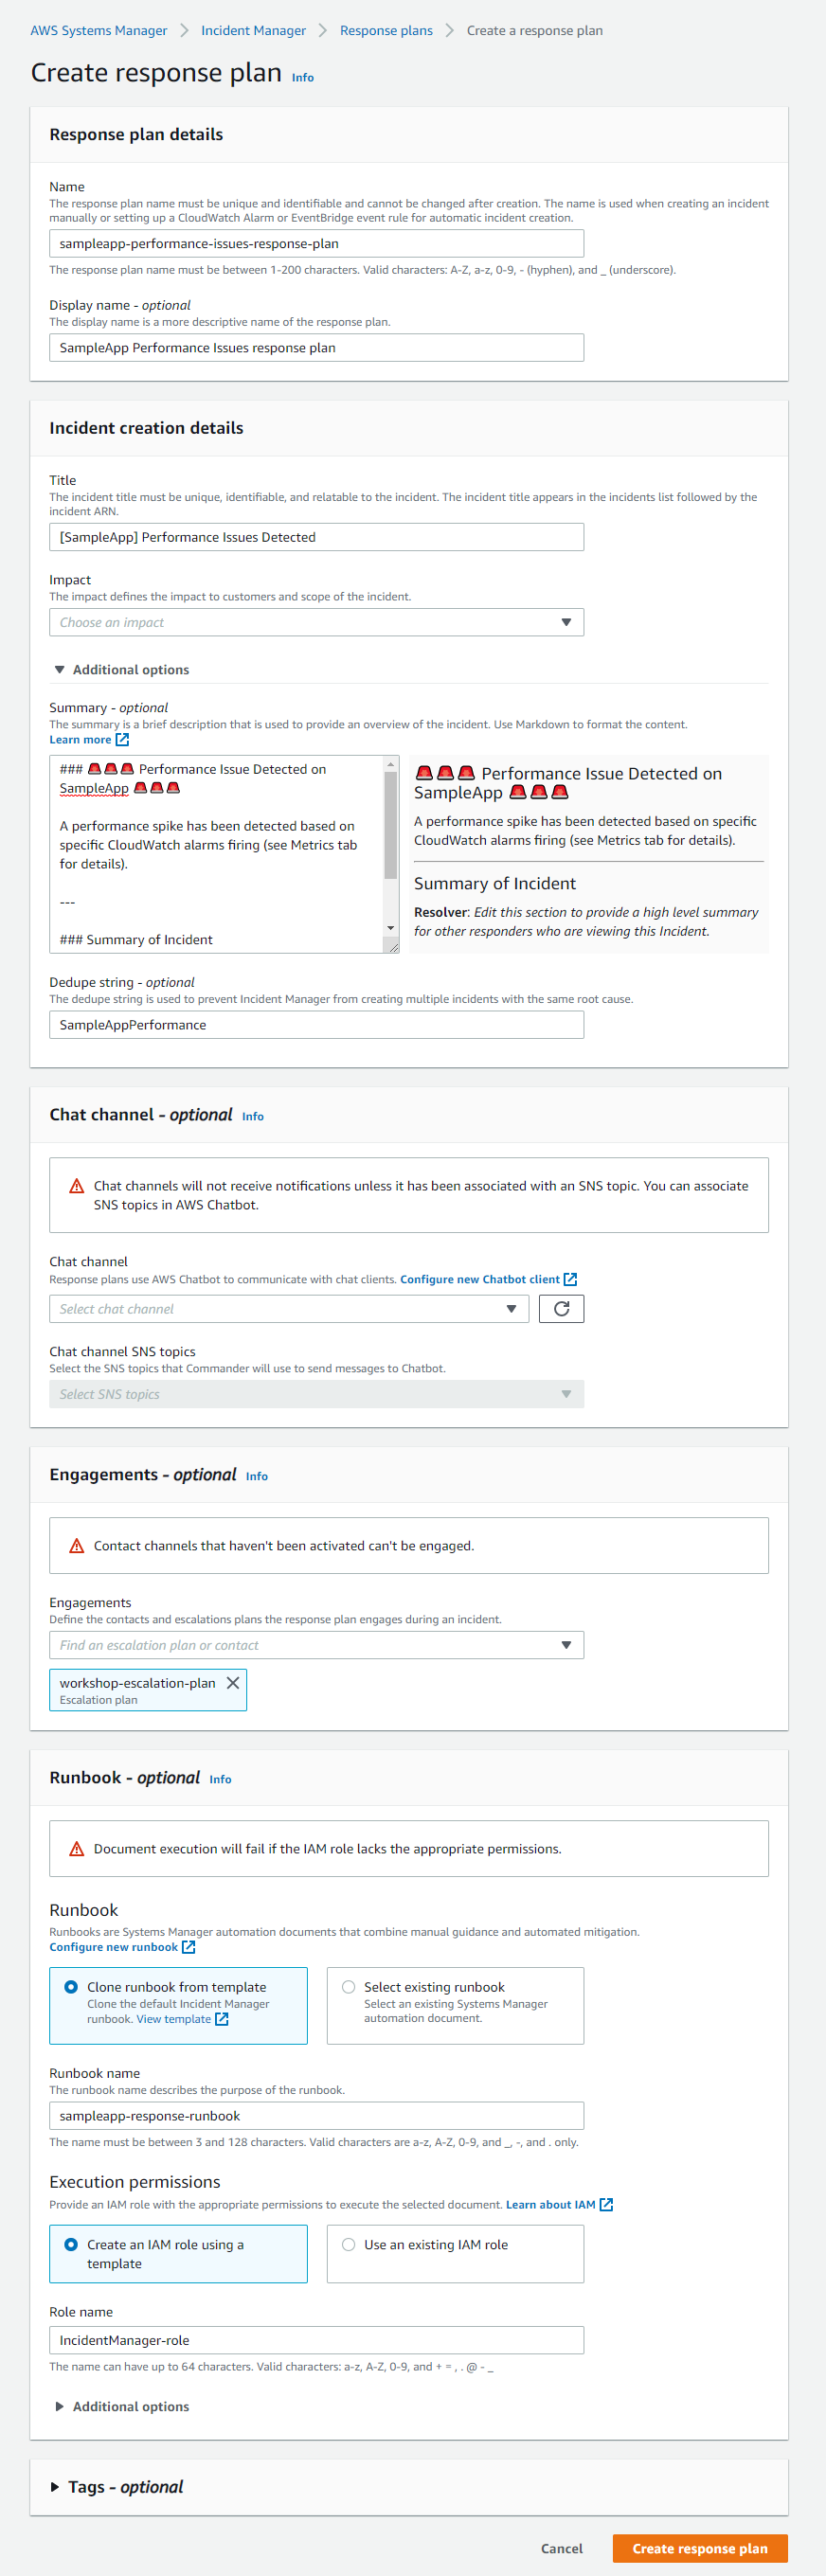 AWS Systems Manager > Incident Manager > Response plans > Create a response plan
Create response plan Info
Response plan details
Name
The response plan name must be unique and identifiable and cannot be changed after creation. The name is used when creating an incident
manually or setting up a CloudWatch Alarm or EventBridge event rule for automatic incident creation.
sampleapp-performance-issues-response-plan
The response plan name must be between 1-200 characters. Valid characters: A-Z, a-z, 0-9, - (hyphen), and _ (underscore).
Display name - optional
The display name is a more descriptive name of the response plan.
SampleApp Performance Issues response plan
Incident creation details
Title
The incident title must be unique, identifiable, and relatable to the incident. The incident title appears in the incidents list followed by the
incident ARN.
[SampleApp] Performance Issues Detected
Impact
The impact defines the impact to customers and scope of the incident.
Choose an impact
Additional options
Summary - optional
The summary is a brief description that is used to provide an overview of the incident. Use Markdown to format the content.
Learn more
### 🚨🚨🚨 Performance Issue Detected on
SampleApp 🚨🚨🚨
A performance spike has been detected based on
specific CloudWatch alarms firing (see Metrics tab
for details).
---
### Summary of Incident
🚨🚨🚨 Performance Issue Detected on
SampleApp 🚨🚨🚨
A performance spike has been detected based on specific
CloudWatch alarms firing (see Metrics tab for details).
Summary of Incident
Resolver: Edit this section to provide a high level summary
for other responders who are viewing this Incident.
Dedupe string - optional
The dedupe string is used to prevent Incident Manager from creating multiple incidents with the same root cause.
SampleAppPerformance
Chat channel - optional Info
Chat channels will not receive notifications unless it has been associated with an SNS topic. You can associate
SNS topics in AWS Chatbot.
Chat channel
Response plans use AWS Chatbot to communicate with chat clients. Configure new Chatbot client
Select chat channel
Chat channel SNS topics
Select the SNS topics that Commander will use to send messages to Chatbot.
Select SNS topics
Engagements - optional Info
Contact channels that haven't been activated can't be engaged.
Engagements
Define the contacts and escalations plans the response plan engages during an incident.
Find an escalation plan or contact
workshop-escalation-plan
Escalation plan
Runbook - optional Info
Document execution will fail if the IAM role lacks the appropriate permissions.
Runbook
Runbooks are Systems Manager automation documents that combine manual guidance and automated mitigation.
Configure new runbook
Clone runbook from template
Clone the default Incident Manager
runbook. View template
Select existing runbook
Select an existing Systems Manager
automation document.
Runbook name
The runbook name describes the purpose of the runbook.
sampleapp-response-runbook
The name must be between 3 and 128 characters. Valid characters are a-z, A-Z, 0-9, and _, -, and . only.
Execution permissions
Provide an IAM role with the appropriate permissions to execute the selected document. Learn about IAM
Create an IAM role using a
template
Use an existing IAM role
Role name
IncidentManager-role
The name can have up to 64 characters. Valid characters: a-z, A-Z, 0-9, and + = , . @ - _
Additional options
Tags - optional
Cancel
Create response plan